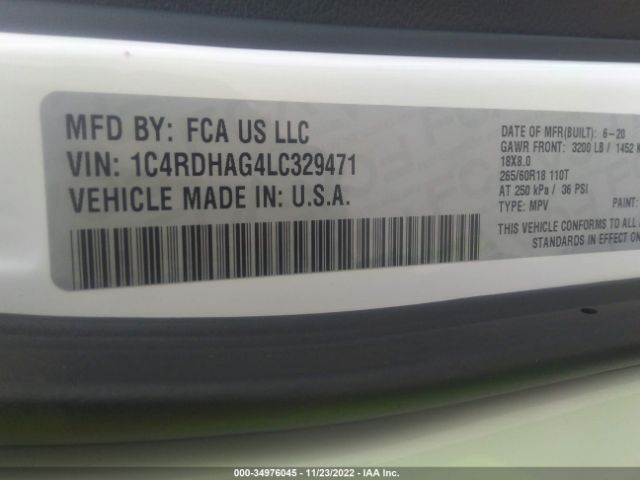 MFD BY: FCA US LLC
VIN: 1C4RDHAG4LC329471
VEHICLE MADE IN: U.S.A.
DATE OF MFR(BUILT): 6-20
GAWR FRONT: 3200 LB / 1452 K
18X8.0
265/60R18 110T
AT 250 kPa / 36 PSI
TYPE: MPV PAINT:
THIS VEHICLE CONFORMS TO ALL
STANDARDS IN EFFECT ON
000-34976045 - 11/23/2022 - IAA Inc.